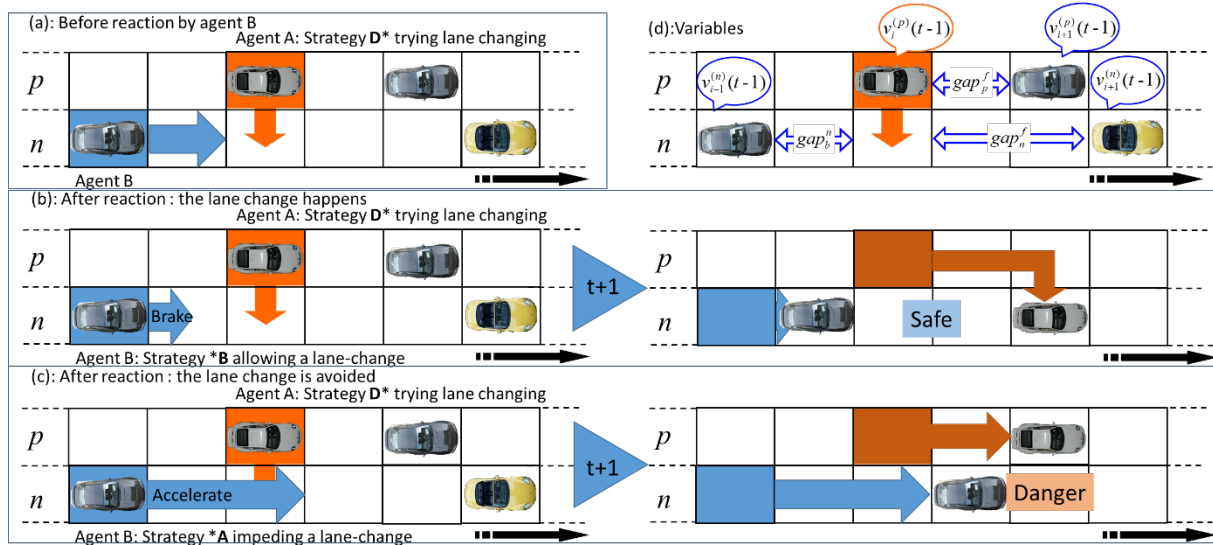 (a): Before reaction by agent B
Agent A: Strategy D* trying lane changing
p
n
Agent B
(d):Variables
v_i^{(p)}(t-1)
v_{i+1}^{(p)}(t-1)
v_{i-1}^{(n)}(t-1)
v_{i+1}^{(n)}(t-1)
p
gap_p^f
n
gap_b^n
gap_n^f
(b): After reaction : the lane change happens
Agent A: Strategy D* trying lane changing
p
n
Brake
Agent B: Strategy *B allowing a lane-change
t+1
p
n
Safe
(c): After reaction : the lane change is avoided
Agent A: Strategy D* trying lane changing
p
n
Accelerate
Agent B: Strategy *A impeding a lane-change
t+1
p
n
Danger